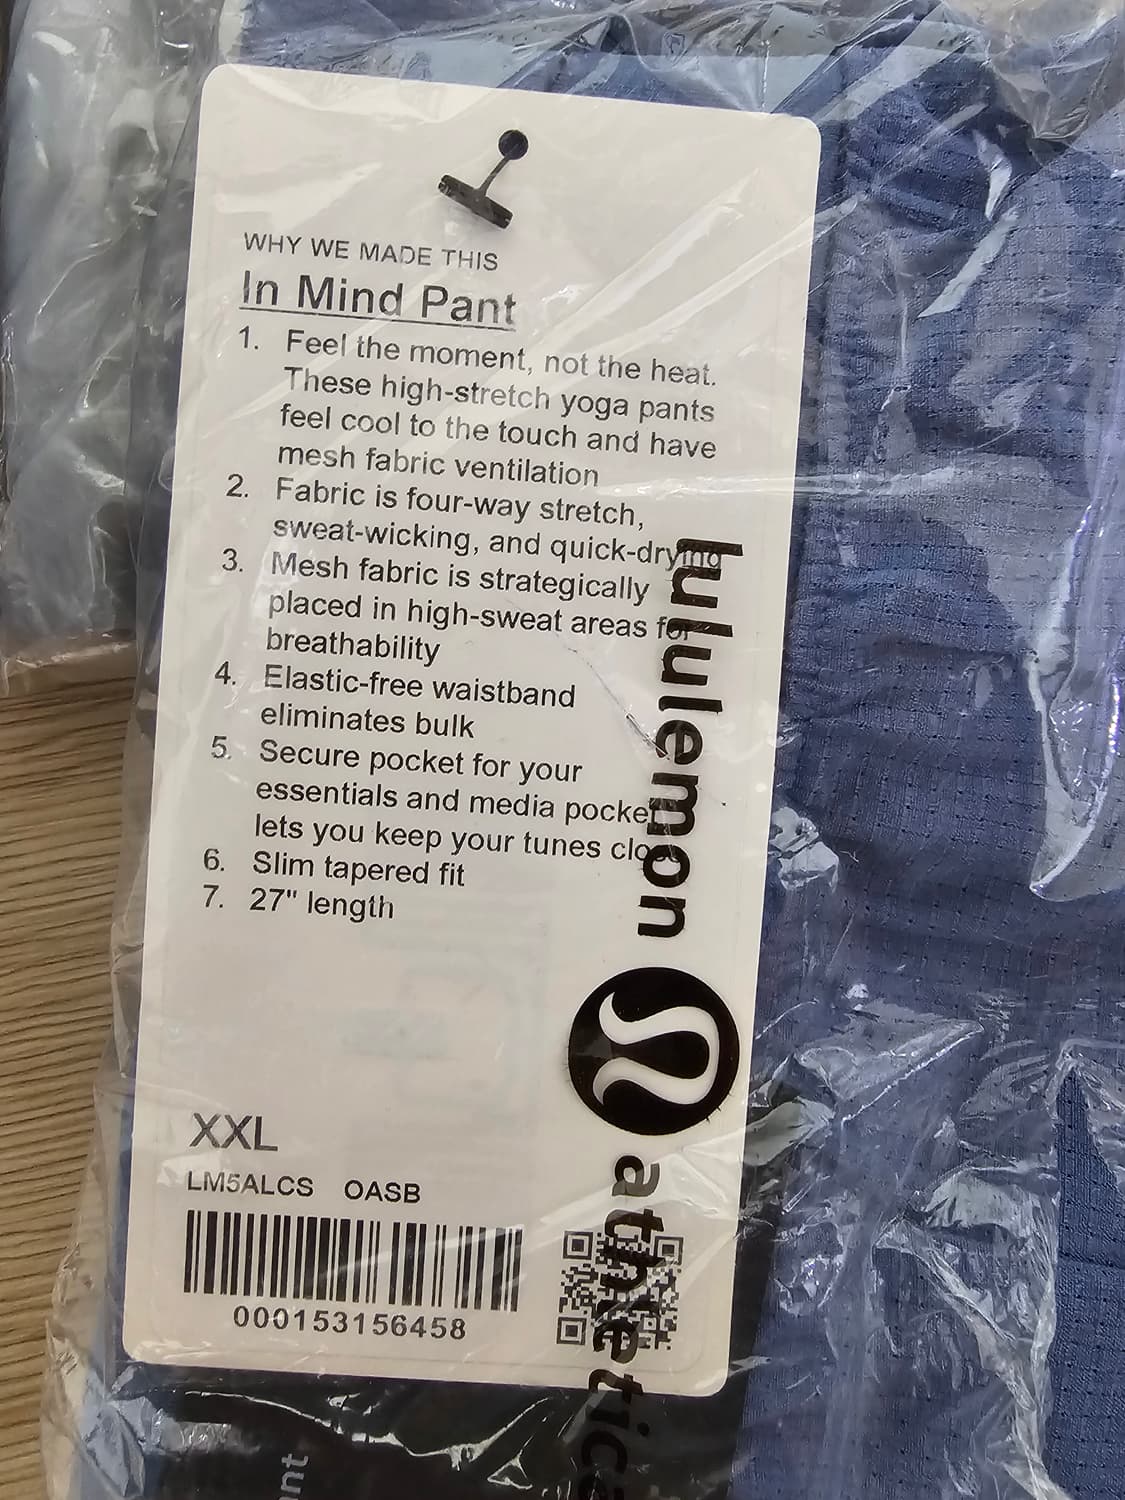 WHY WE MADE THIS
In Mind Pant
1. Feel the moment, not the heat.
These high-stretch yoga pants
feel cool to the touch and have
mesh fabric ventilation
2. Fabric is four-way stretch,
sweat-wicking, and quick-drying
3. Mesh fabric is strategically
placed in high-sweat areas for
breathability
4. Elastic-free waistband
eliminates bulk
5. Secure pocket for your
essentials and media pocket
lets you keep your tunes close
6. Slim tapered fit
7. 27" length
XXL
LM5ALCS OASB
000153156458
lululemon
athletica